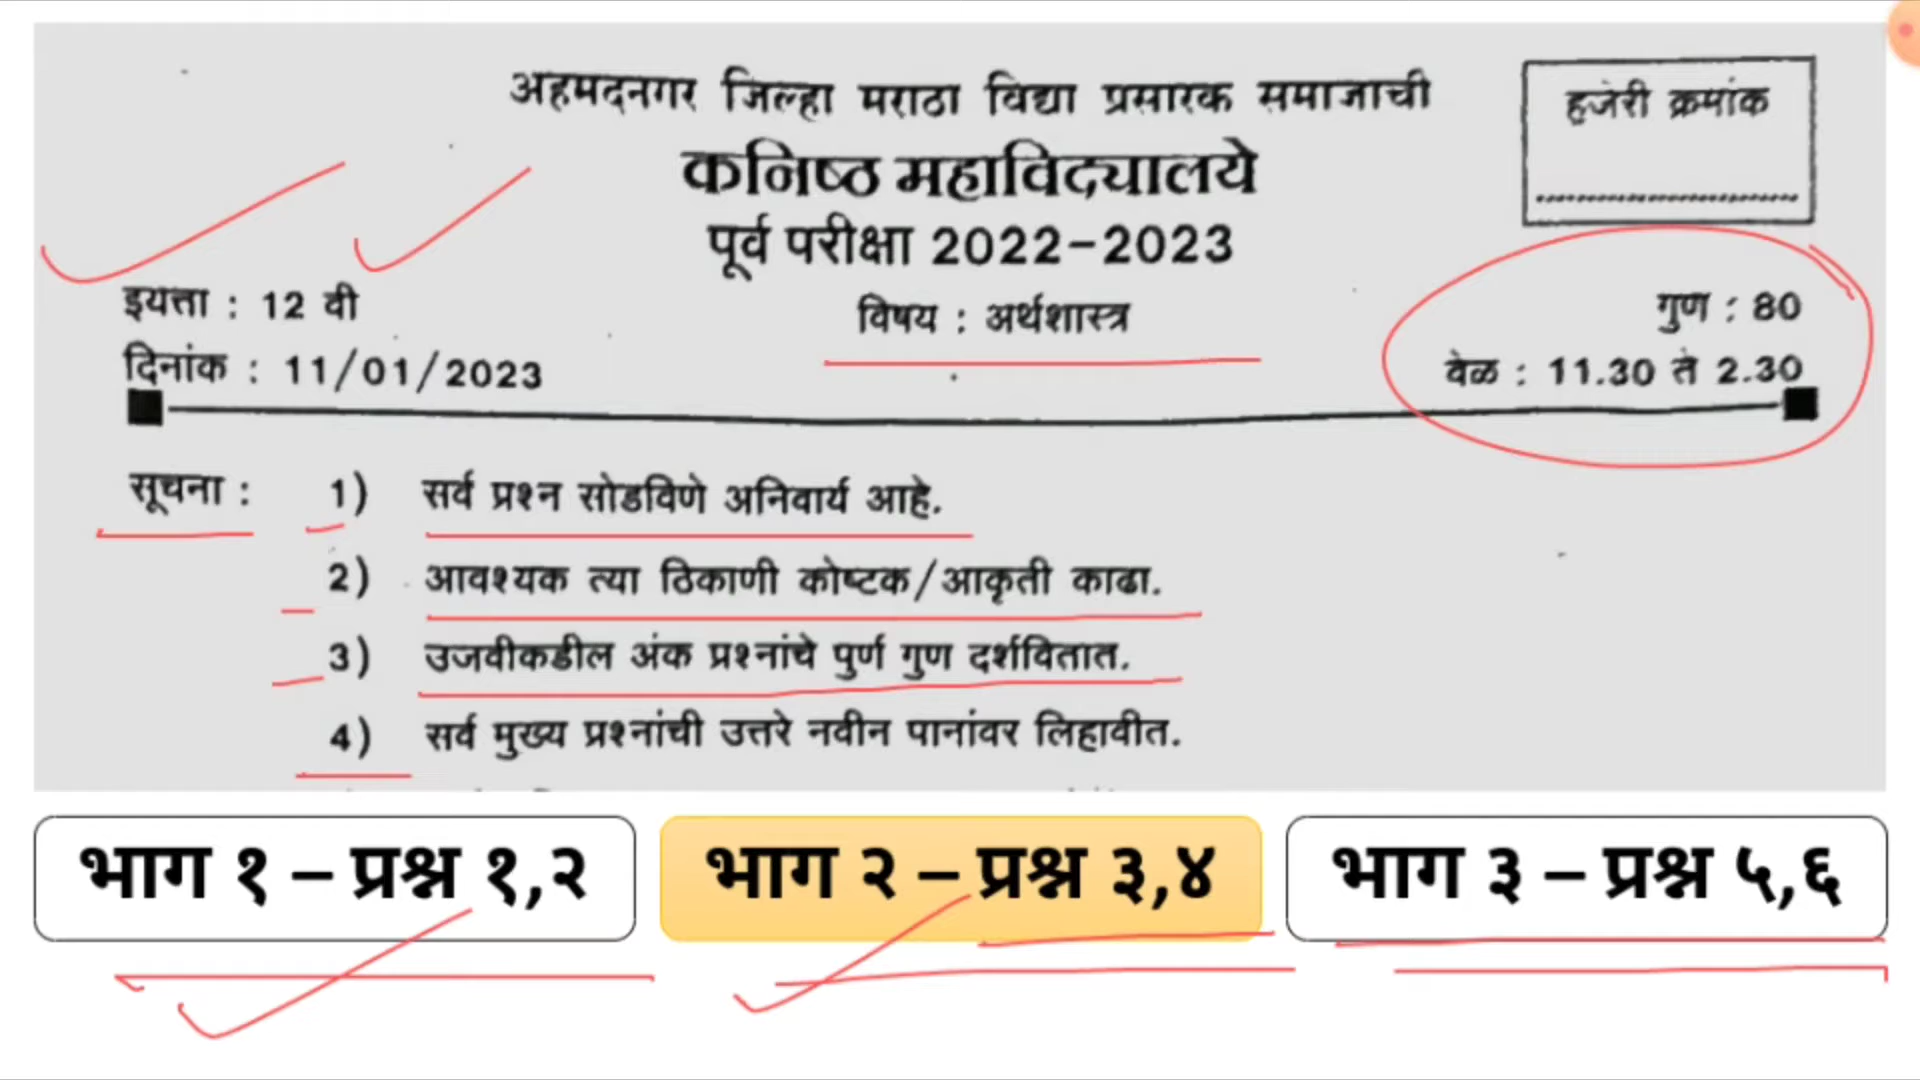 अहमदनगर जिल्हा मराठा विद्या प्रसारक समाजाची
हजेरी क्रमांक
कनिष्ठ महाविद्यालये
पूर्व परीक्षा 2022-2023
इयत्ता : 12 वी
विषय : अर्थशास्त्र
गुण : 80
दिनांक : 11/01/2023
वेळ : 11.30 ते 2.30
सूचना : 1) सर्व प्रश्न सोडविणे अनिवार्य आहे.
2) आवश्यक त्या ठिकाणी कोष्टक/आकृती काढा.
3) उजवीकडील अंक प्रश्नांचे पुर्ण गुण दर्शवितात.
4) सर्व मुख्य प्रश्नांची उत्तरे नवीन पानांवर लिहावीत.
भाग १ – प्रश्न १,२
भाग २ – प्रश्न ३,४
भाग ३ – प्रश्न ५,६